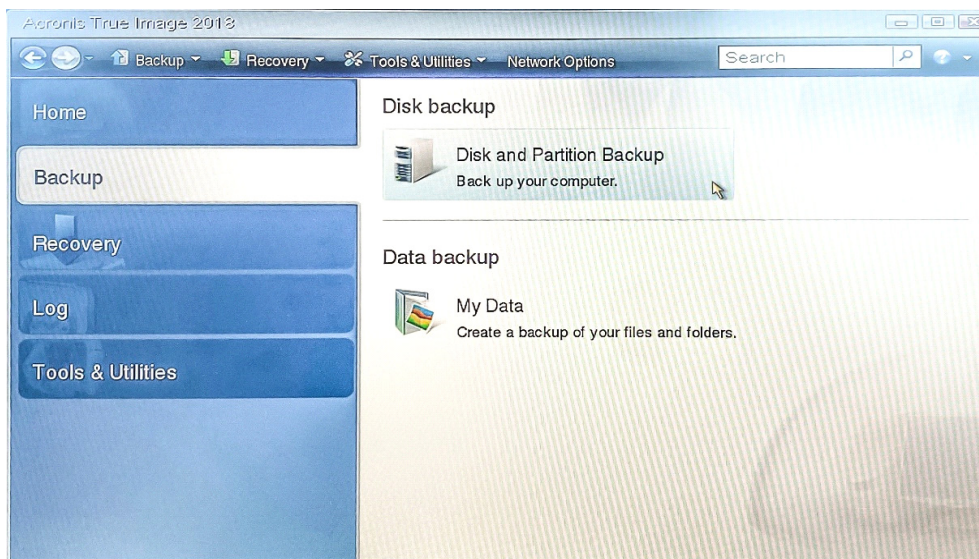 Acronis True Image 2013
Backup
Recovery
Tools & Utilities
Network Options
Search
Home
Backup
Recovery
Log
Tools & Utilities
Disk backup
Disk and Partition Backup
Back up your computer.
Data backup
My Data
Create a backup of your files and folders.